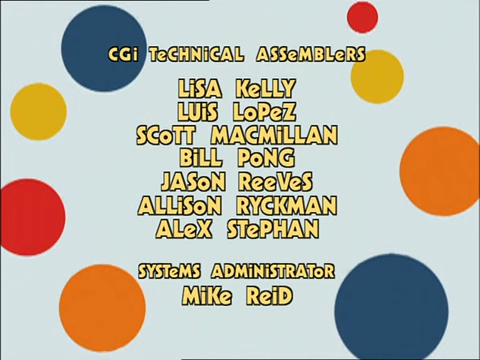 CGi TeCHNiCAL ASSeMBLeRS
LiSA KeLLY
LUiS LoPeZ
SCoTT MACMiLLAN
BiLL PoNG
JASoN ReeVeS
ALLiSoN RYCKMAN
ALeX STePHAN
SYSTeMS ADMiNiSTRAToR
MiKe ReiD